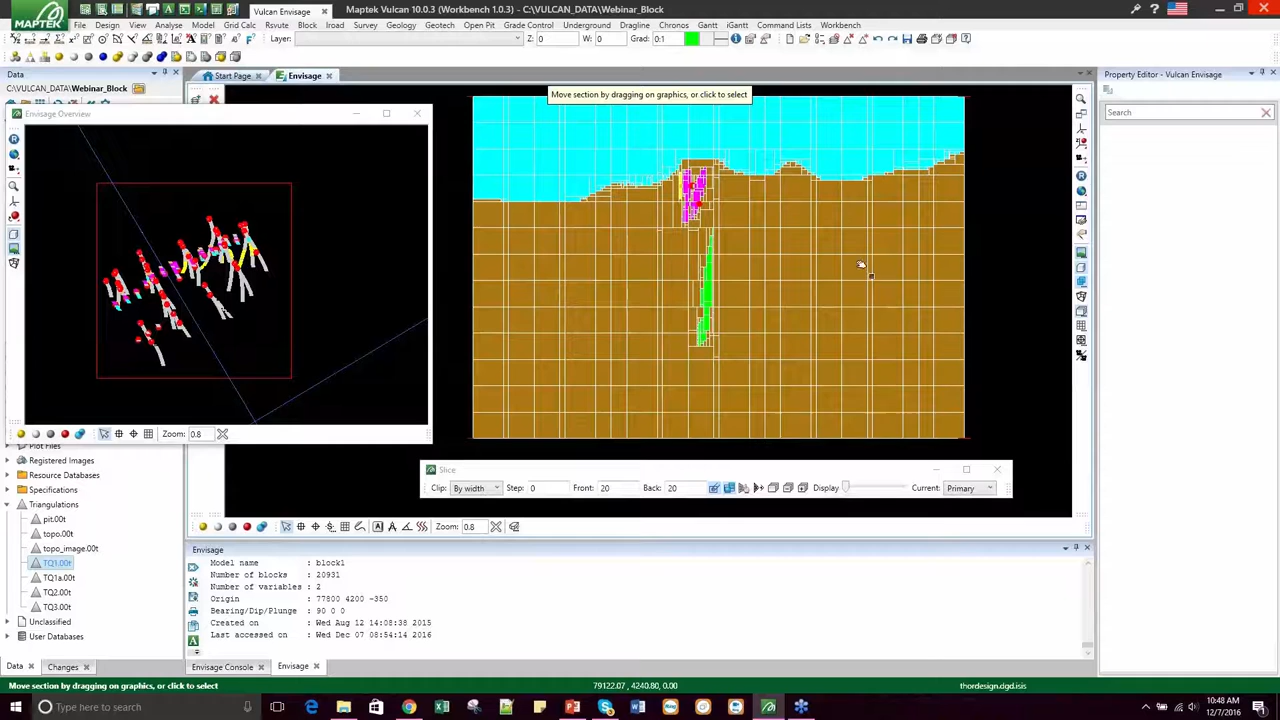 MAPTEK
Vulcan Envisage
Maptek Vulcan 10.0.3 (Workbench 1.0.3) - C:\VULCAN_DATA\Webinar_Block
File Design View Analyse Model Grid Calc Rsvute Block Iroad Survey Geology Geotech Open Pit Grade Control Underground Dragline Chronos Gantt iGantt Command Lists Workbench
Layer: Z: 0 W: 0 Grad: 0:1
Data
C:\VULCAN_DATA\Webinar_Block
Start Page
Envisage
Property Editor - Vulcan Envisage
Move section by dragging on graphics, or click to select
Search
Envisage Overview
Zoom: 0.8
Plot Files
Registered Images
Resource Databases
Specifications
Triangulations
pit.00t
topo.00t
topo_image.00t
TQ1.00t
TQ1a.00t
TQ2.00t
TQ3.00t
Unclassified
User Databases
Slice
Clip: By width Step: 0 Front: 20 Back: 20 Display Current: Primary
Zoom: 0.8
Envisage
Model name : block1
Number of blocks : 20931
Number of variables : 2
Origin : 77800 4200 -350
Bearing/Dip/Plunge : 90 0 0
Created on : Wed Aug 12 14:08:38 2015
Last accessed on : Wed Dec 07 08:54:14 2016
Data Changes
Envisage Console Envisage
Move section by dragging on graphics, or click to select
79122.07 , 4240.80, 0.00
thordesign.dgd.isis
Type here to search
10:48 AM
12/7/2016